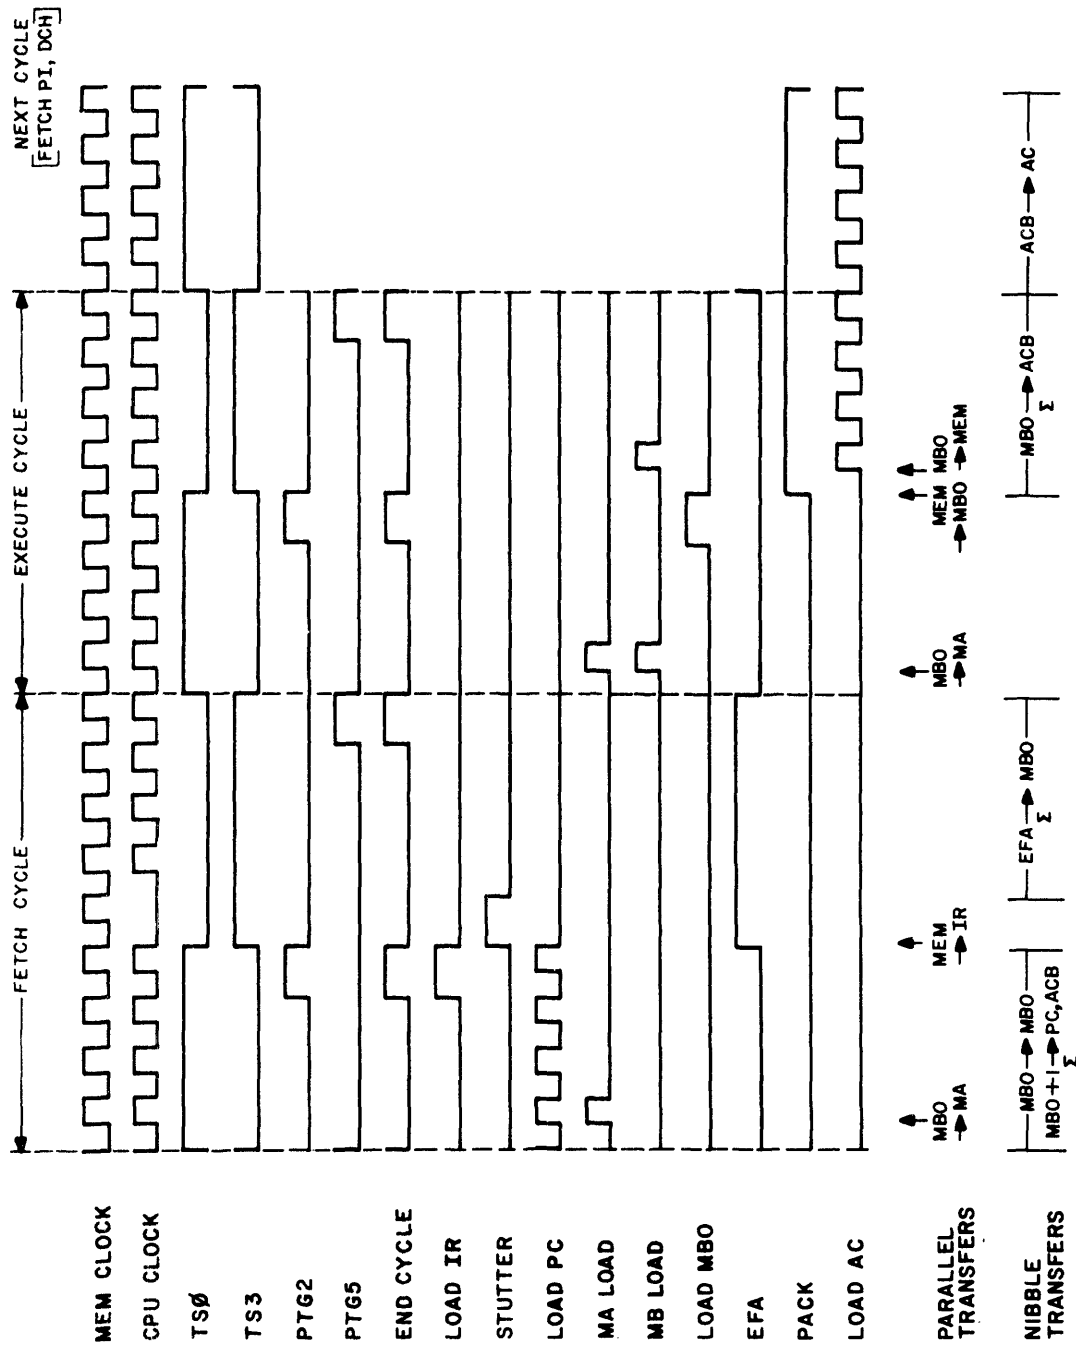 FETCH CYCLE
EXECUTE CYCLE
NEXT CYCLE
[FETCH PI, DCH]
MEM CLOCK
CPU CLOCK
TSØ
TS3
PTG2
PTG5
END CYCLE
LOAD IR
STUTTER
LOAD PC
MA LOAD
MB LOAD
LOAD MBO
EFA
PACK
LOAD AC
PARALLEL
TRANSFERS
MBO
→MA
MEM
→IR
MBO
→MA
MEM
→MBO
MBO
→MEM
NIBBLE
TRANSFERS
MBO→MBO
MBO+1→PC,ACB
Σ
EFA→MBO
Σ
MBO→ACB
Σ
ACB→AC